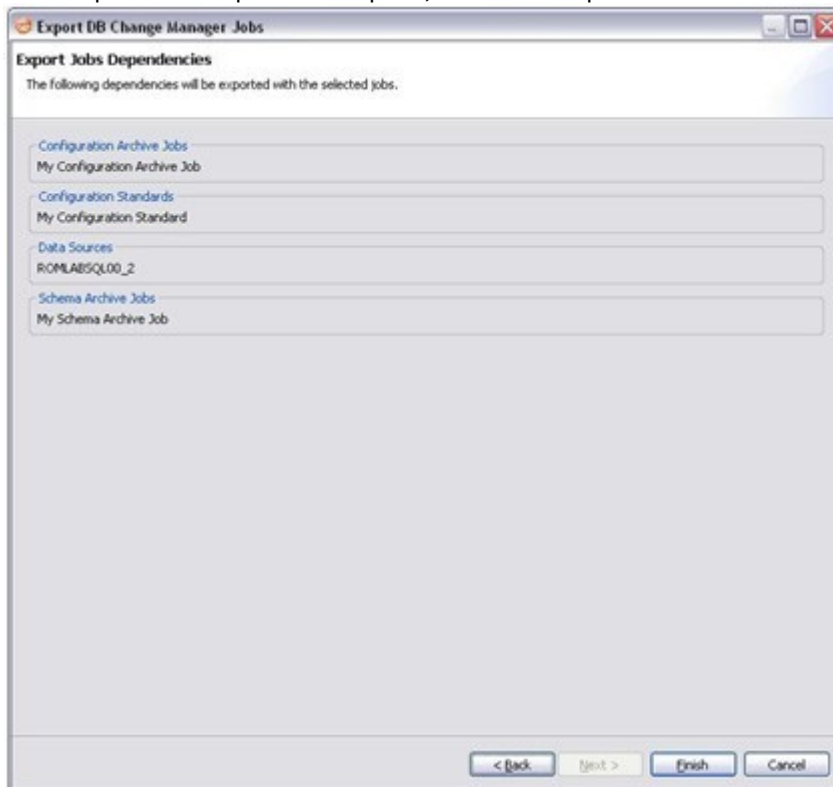 Export DB Change Manager Jobs
Export Jobs Dependencies
The following dependencies will be exported with the selected jobs.
Configuration Archive Jobs
My Configuration Archive Job
Configuration Standards
My Configuration Standard
Data Sources
ROMLABSQL00_2
Schema Archive Jobs
My Schema Archive Job
< Back Next > Finish Cancel